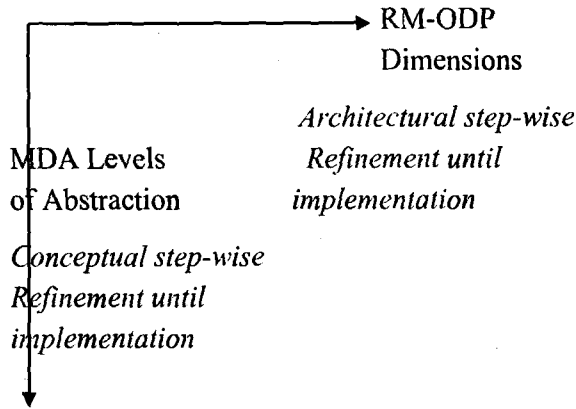 RM-ODP
Dimensions
Architectural step-wise
Refinement until
implementation
MDA Levels
of Abstraction
Conceptual step-wise
Refinement until
implementation